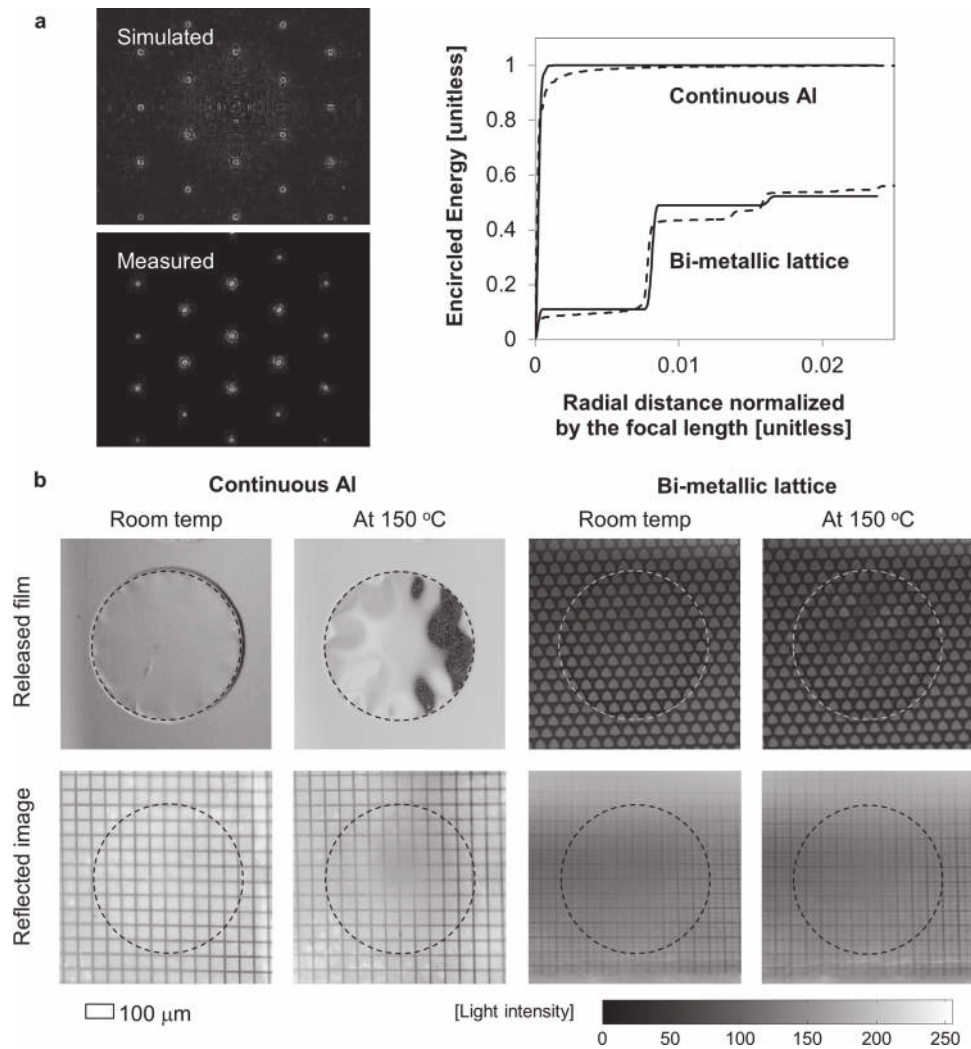 a
Simulated
Measured
Encircled Energy [unitless]
1
0.8
0.6
0.4
0.2
0
Continuous Al
Bi-metallic lattice
0 0.01 0.02
Radial distance normalized
by the focal length [unitless]
b
Continuous Al Bi-metallic lattice
Room temp At 150 °C Room temp At 150 °C
Released film
Reflected image
100 μm
[Light intensity]
0 50 100 150 200 250